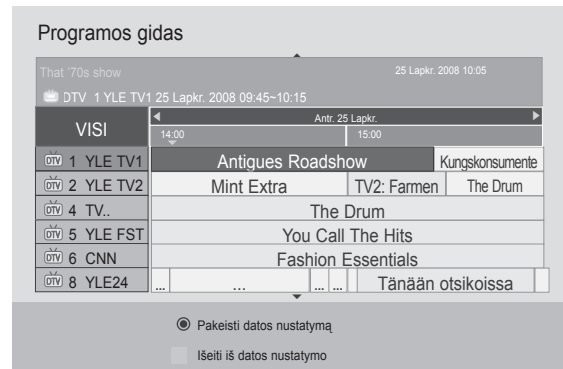 Programos gidas
That '70s show 25 Lapkr. 2008 10:05
DTV 1 YLE TV1 25 Lapkr. 2008 09:45~10:15
VISI
Antr. 25 Lapkr.
14:00 15:00
DTV 1 YLE TV1 Antigues Roadshow Kungskonsumente
DTV 2 YLE TV2 Mint Extra TV2: Farmen The Drum
DTV 4 TV.. The Drum
DTV 5 YLE FST You Call The Hits
DTV 6 CNN Fashion Essentials
DTV 8 YLE24 ... ... ... ... Tänään otsikoissa
Pakeisti datos nustatymą
Išeiti iš datos nustatymo